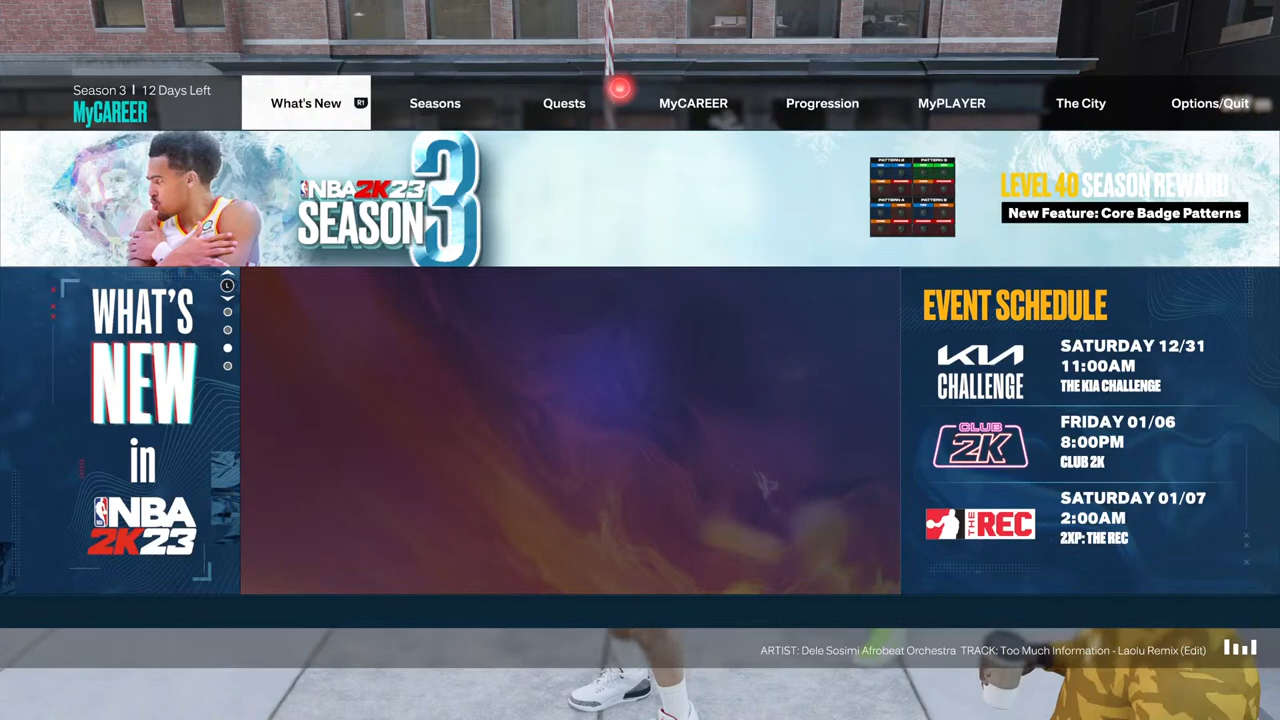 Season 3 | 12 Days Left
MyCAREER
What's New R1
Seasons
Quests
MyCAREER
Progression
MyPLAYER
The City
Options/Quit
NBA2K23
SEASON 3
LEVEL 40 SEASON REWARD
New Feature: Core Badge Patterns
WHAT'S
NEW
in
NBA
2K23
L
EVENT SCHEDULE
KIA
CHALLENGE
SATURDAY 12/31
11:00AM
THE KIA CHALLENGE
CLUB
2K
FRIDAY 01/06
8:00PM
CLUB 2K
THE REC
SATURDAY 01/07
2:00AM
2XP: THE REC
ARTIST: Dele Sosimi Afrobeat Orchestra TRACK: Too Much Information - Laolu Remix (Edit)